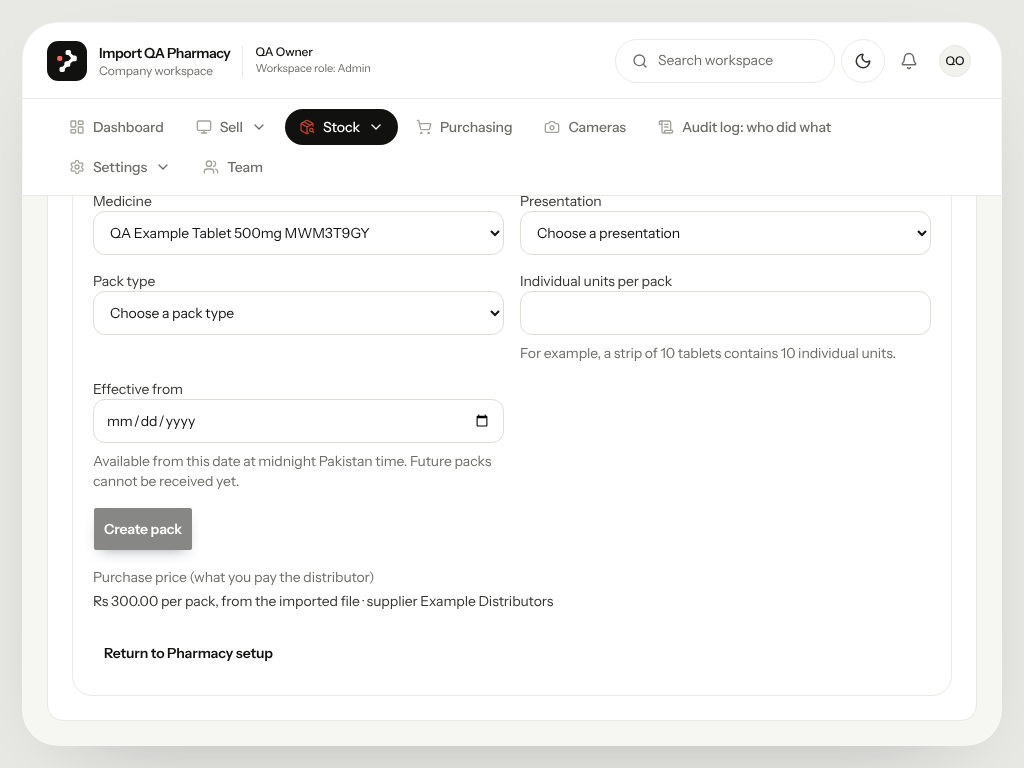 Import QA Pharmacy
Company workspace
QA Owner
Workspace role: Admin
Search workspace
QO
Dashboard
Sell
Stock
Purchasing
Cameras
Audit log: who did what
Settings
Team
Medicine
Presentation
QA Example Tablet 500mg MWM3T9GY
Choose a presentation
Pack type
Individual units per pack
Choose a pack type
For example, a strip of 10 tablets contains 10 individual units.
Effective from
mm/dd/yyyy
Available from this date at midnight Pakistan time. Future packs
cannot be received yet.
Create pack
Purchase price (what you pay the distributor)
Rs 300.00 per pack, from the imported file · supplier Example Distributors
Return to Pharmacy setup